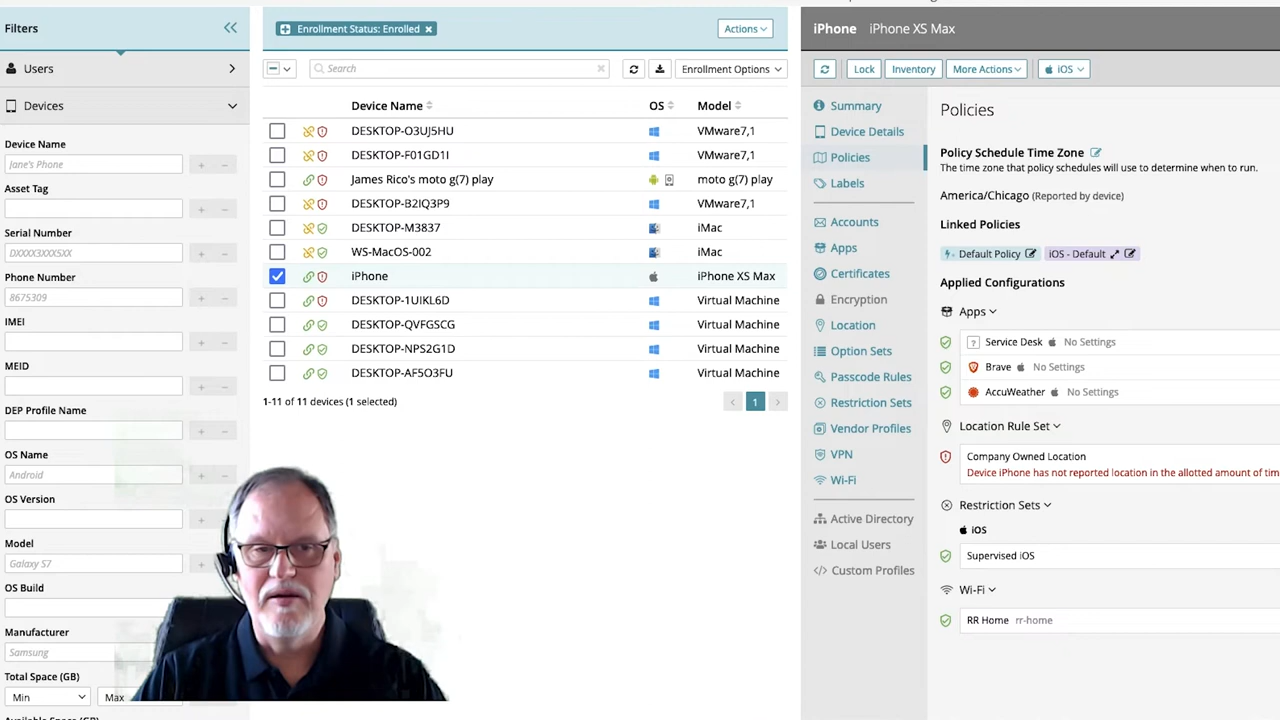 Filters
Users
Devices
Device Name
Jane's Phone
+ −
Asset Tag
+ −
Serial Number
DXXXX3XXX5XX
+ −
Phone Number
8675309
+ −
IMEI
+ −
MEID
+ −
DEP Profile Name
+ −
OS Name
Android
+ −
OS Version
+
Model
Galaxy S7
+
OS Build
Manufacturer
Samsung
Total Space (GB)
Min Max
Available Space (GB)
Enrollment Status: Enrolled × Actions
Search × Enrollment Options
Device Name OS Model
DESKTOP-O3UJ5HU VMware7,1
DESKTOP-F01GD1I VMware7,1
James Rico's moto g(7) play moto g(7) play
DESKTOP-B2IQ3P9 VMware7,1
DESKTOP-M3837 iMac
WS-MacOS-002 iMac
iPhone iPhone XS Max
DESKTOP-1UIKL6D Virtual Machine
DESKTOP-QVFGSCG Virtual Machine
DESKTOP-NPS2G1D Virtual Machine
DESKTOP-AF5O3FU Virtual Machine
1-11 of 11 devices (1 selected) < 1 >
iPhone iPhone XS Max
Lock Inventory More Actions iOS
Summary
Device Details
Policies
Labels
Accounts
Apps
Certificates
Encryption
Location
Option Sets
Passcode Rules
Restriction Sets
Vendor Profiles
VPN
Wi-Fi
Active Directory
Local Users
</> Custom Profiles
Policies
Policy Schedule Time Zone
The time zone that policy schedules will use to determine when to run.
America/Chicago (Reported by device)
Linked Policies
Default Policy iOS - Default
Applied Configurations
Apps
? Service Desk No Settings
Brave No Settings
AccuWeather No Settings
Location Rule Set
Company Owned Location
Device iPhone has not reported location in the allotted amount of tim
Restriction Sets
iOS
Supervised iOS
Wi-Fi
RR Home rr-home